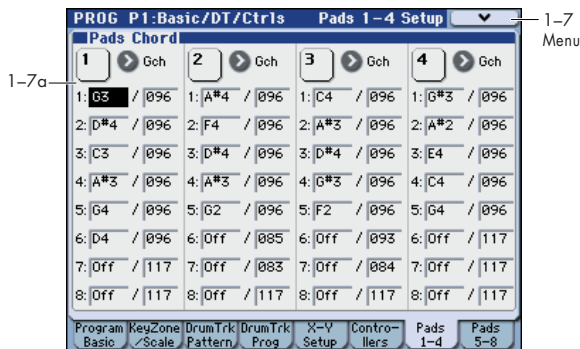 PROG P1:Basic/DT/Ctrls Pads 1-4 Setup
1–7
Menu
Pads Chord
1 Gch 2 Gch 3 Gch 4 Gch
1–7a
1: G3 / 096 1: A#4 / 096 1: C4 / 096 1: G#3 / 096
2: D#4 / 096 2: F4 / 096 2: A#3 / 096 2: A#2 / 096
3: C3 / 096 3: D#4 / 096 3: D#4 / 096 3: E4 / 096
4: A#3 / 096 4: A#3 / 096 4: G#3 / 096 4: C4 / 096
5: G4 / 096 5: G2 / 096 5: F2 / 096 5: G4 / 096
6: D4 / 096 6: Off / 085 6: Off / 093 6: Off / 117
7: Off / 117 7: Off / 083 7: Off / 084 7: Off / 117
8: Off / 117 8: Off / 117 8: Off / 117 8: Off / 117
Program KeyZone DrumTrk DrumTrk X-Y Contro- Pads Pads
Basic /Scale Pattern Prog Setup llers 1-4 5-8